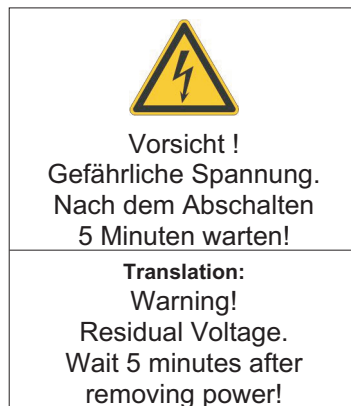 Vorsicht !
Gefährliche Spannung.
Nach dem Abschalten
5 Minuten warten!
Translation:
Warning!
Residual Voltage.
Wait 5 minutes after
removing power!